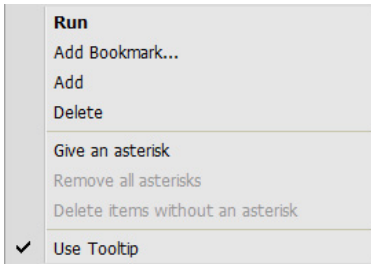 Run
Add Bookmark...
Add
Delete
Give an asterisk
Remove all asterisks
Delete items without an asterisk
Use Tooltip